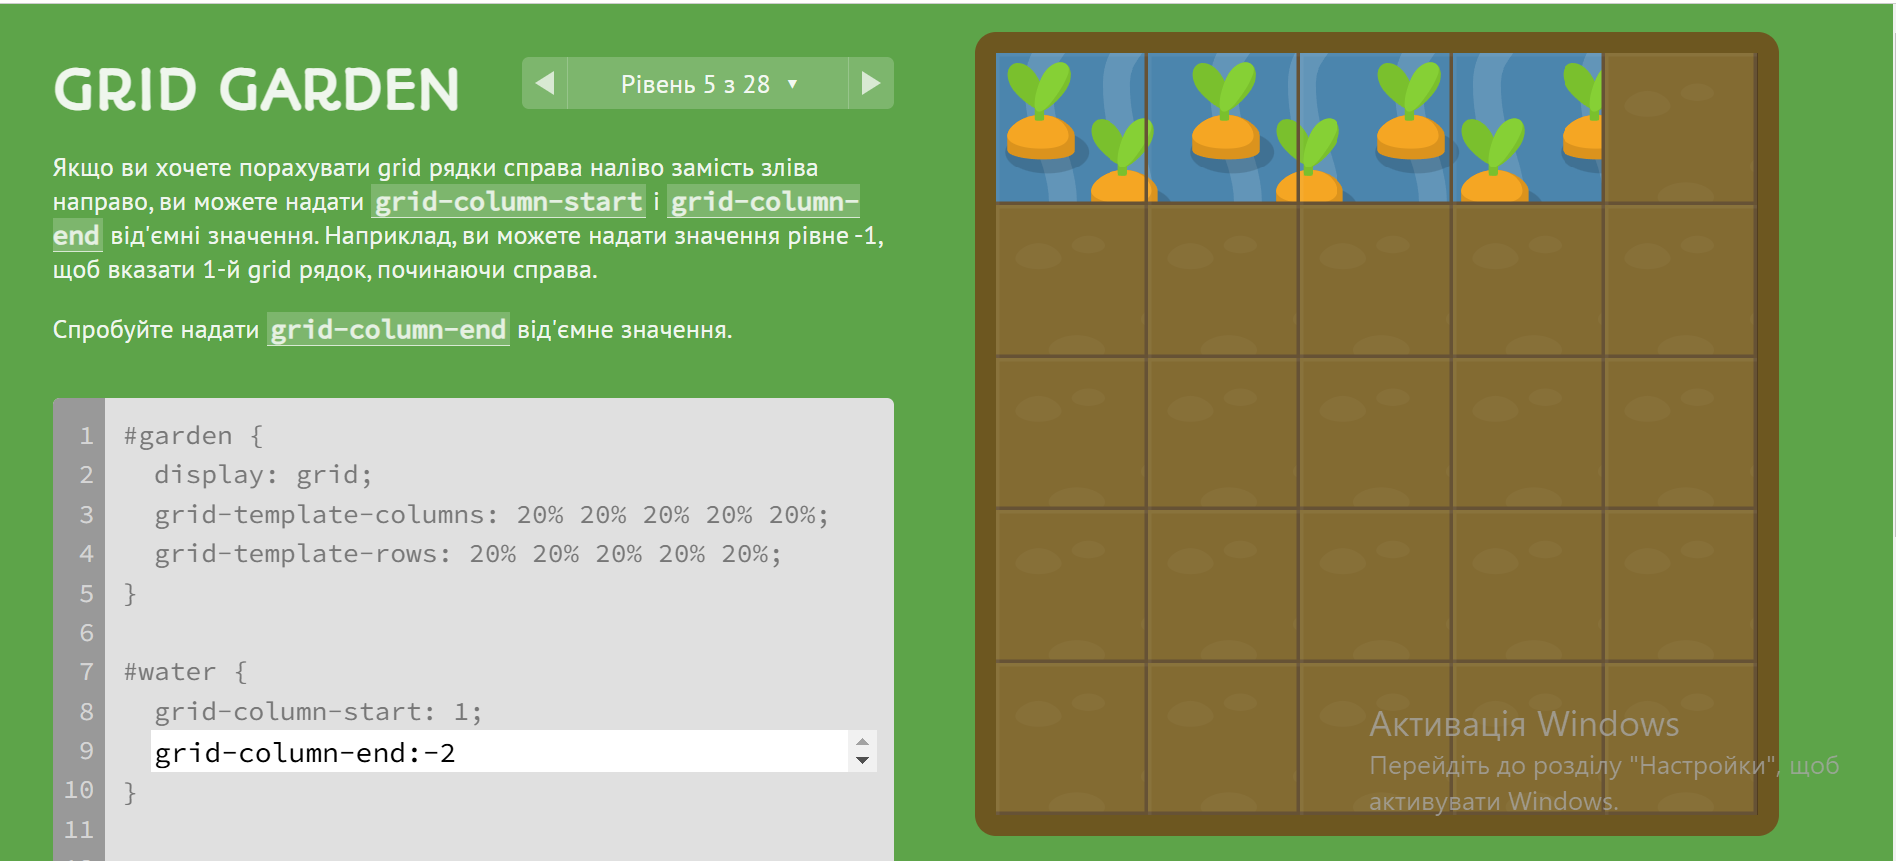 GRID GARDEN
Рівень 5 з 28 ▼
Якщо ви хочете порахувати grid рядки справа наліво замість зліва
направо, ви можете надати grid-column-start і grid-column-
end від'ємні значення. Наприклад, ви можете надати значення рівне -1,
щоб вказати 1-й grid рядок, починаючи справа.
Спробуйте надати grid-column-end від'ємне значення.
1 #garden {
2 display: grid;
3 grid-template-columns: 20% 20% 20% 20% 20%;
4 grid-template-rows: 20% 20% 20% 20% 20%;
5 }
6
7 #water {
8 grid-column-start: 1;
9 grid-column-end:-2
10 }
11
Активація Windows
Перейдіть до розділу "Настройки", щоб
активувати Windows.